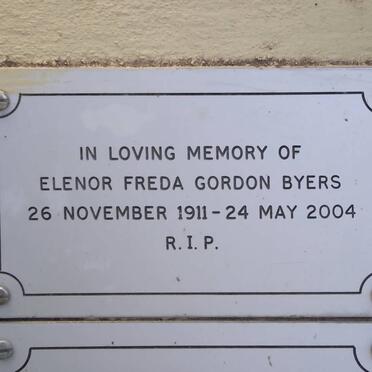 IN LOVING MEMORY OF
ELENOR FREDA GORDON BYERS
26 NOVEMBER 1911 - 24 MAY 2004
R.I.P.